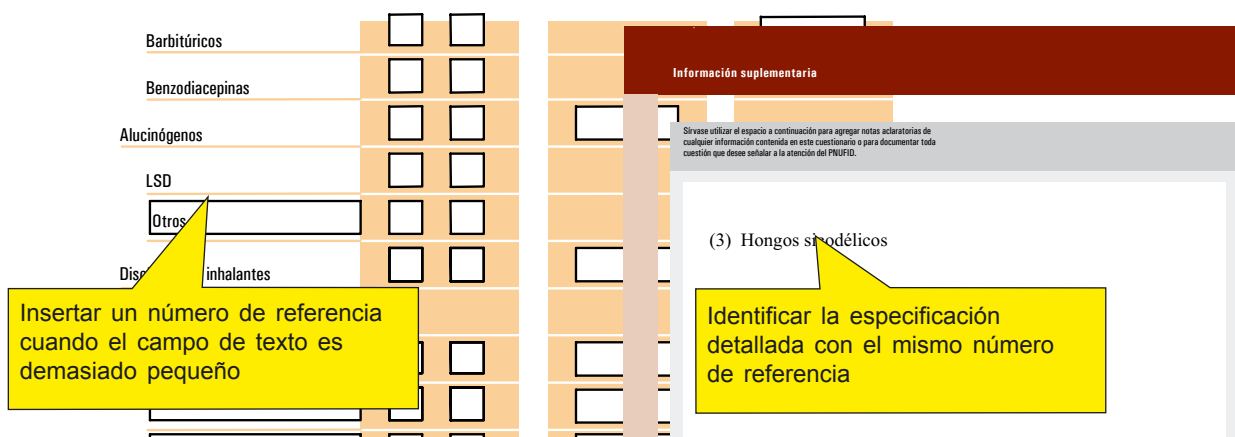 Barbitúricos
Benzodiacepinas
Alucinógenos
LSD
Otros
inhalantes
Insertar un número de referencia
cuando el campo de texto es
demasiado pequeño
Información suplementaria
Sírvase utilizar el espacio a continuación para agregar notas aclaratorias de
cualquier información contenida en este cuestionario o para documentar toda
cuestión que desee señalar a la atención del PNUFID.
(3) Hongos sicodélicos
Identificar la especificación
detallada con el mismo número
de referencia